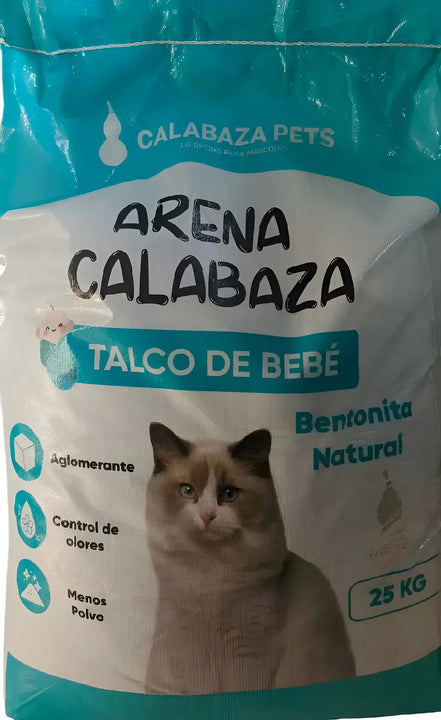 CALABAZA PETS
LO ÓPTIMO PARA MASCOTAS
ARENA
CALABAZA
TALCO DE BEBÉ
Bentonita
Natural
Aglomerante
Control de
olores
Menos
Polvo
25 KG